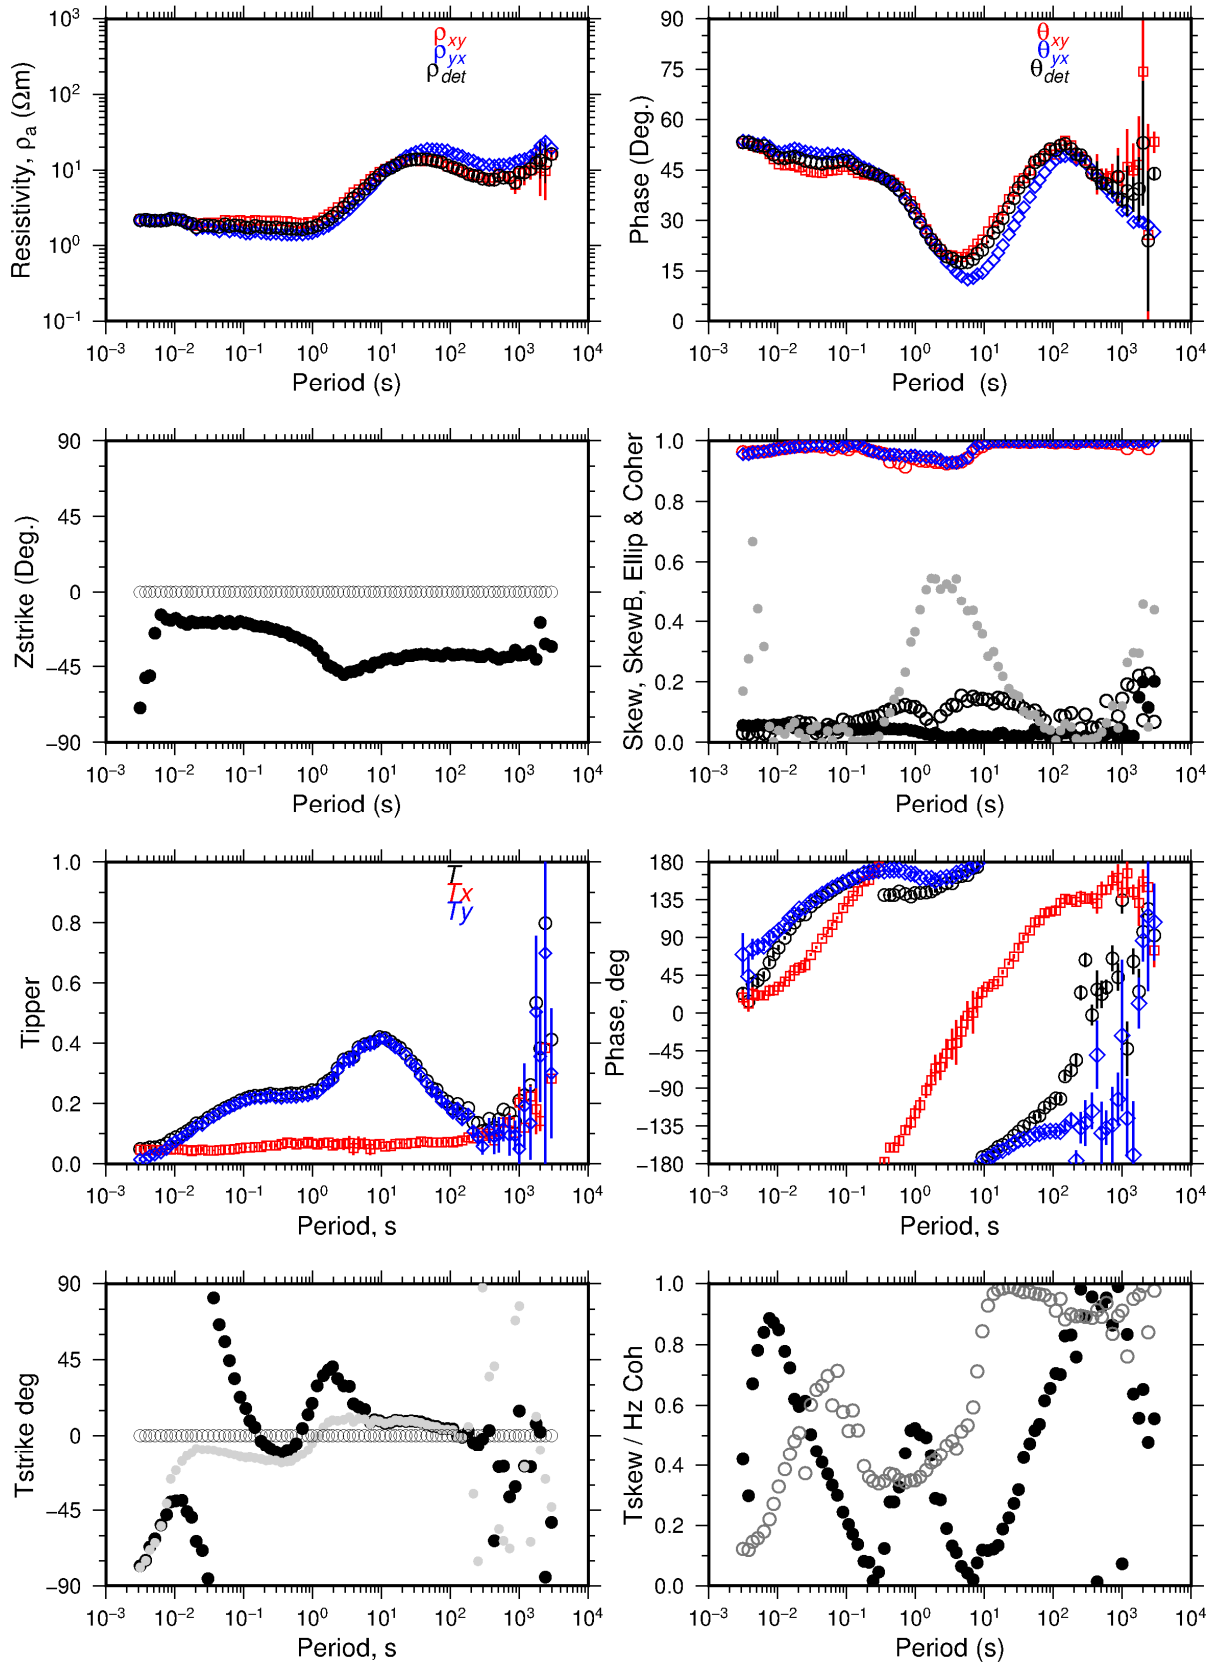 10³
10²
10¹
10⁰
10⁻¹
Resistivity, ρₐ (Ωm)
ρxy
ρyx
ρdet
10⁻³ 10⁻² 10⁻¹ 10⁰ 10¹ 10² 10³ 10⁴
Period (s)
90
75
60
45
30
15
0
Phase (Deg.)
θxy
θyx
θdet
10⁻³ 10⁻² 10⁻¹ 10⁰ 10¹ 10² 10³ 10⁴
Period (s)
90
45
0
−45
−90
Zstrike (Deg.)
10⁻³ 10⁻² 10⁻¹ 10⁰ 10¹ 10² 10³ 10⁴
Period (s)
1.0
0.8
0.6
0.4
0.2
0.0
Skew, SkewB, Ellip & Coher
10⁻³ 10⁻² 10⁻¹ 10⁰ 10¹ 10² 10³ 10⁴
Period (s)
1.0
0.8
0.6
0.4
0.2
0.0
Tipper
T
Tx
Ty
10⁻³ 10⁻² 10⁻¹ 10⁰ 10¹ 10² 10³ 10⁴
Period, s
180
135
90
45
0
−45
−90
−135
−180
Phase, deg
10⁻³ 10⁻² 10⁻¹ 10⁰ 10¹ 10² 10³ 10⁴
Period, s
90
45
0
−45
−90
Tstrike deg
10⁻³ 10⁻² 10⁻¹ 10⁰ 10¹ 10² 10³ 10⁴
Period, s
1.0
0.8
0.6
0.4
0.2
0.0
Tskew / Hz Coh
10⁻³ 10⁻² 10⁻¹ 10⁰ 10¹ 10² 10³ 10⁴
Period (s)